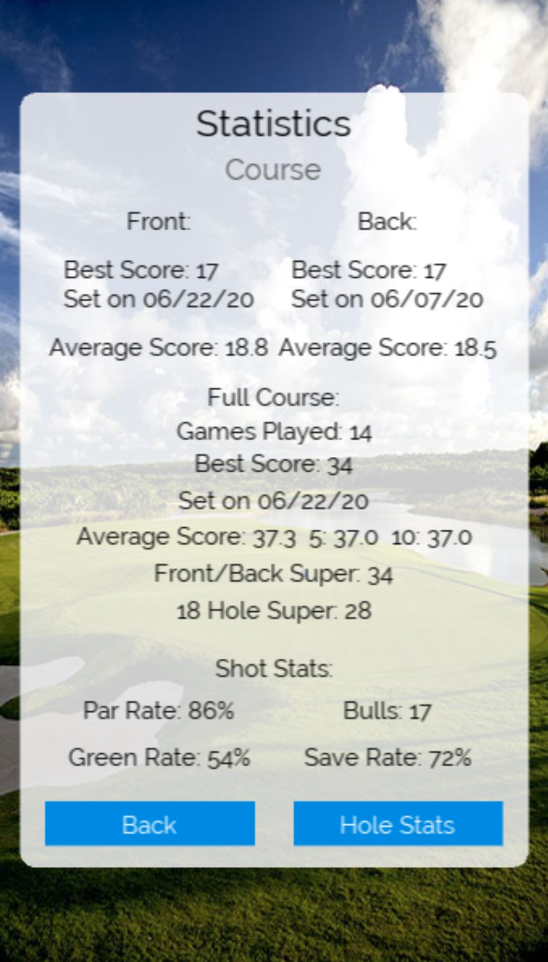 Statistics
Course
Front: Back:
Best Score: 17 Best Score: 17
Set on 06/22/20 Set on 06/07/20
Average Score: 18.8 Average Score: 18.5
Full Course:
Games Played: 14
Best Score: 34
Set on 06/22/20
Average Score: 37.3 5: 37.0 10: 37.0
Front/Back Super: 34
18 Hole Super: 28
Shot Stats:
Par Rate: 86% Bulls: 17
Green Rate: 54% Save Rate: 72%
Back Hole Stats